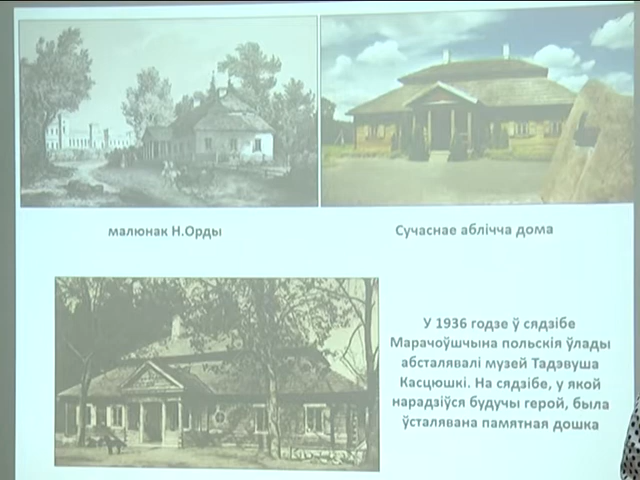 малюнак Н.Орды
Сучаснае аблічча дома
У 1936 годзе ў сядзібе
Марачоўшчына польскія ўлады
абсталявалі музей Тадэвуша
Касцюшкі. На сядзібе, у якой
нарадзіўся будучы герой, была
ўсталявана памятная дошка